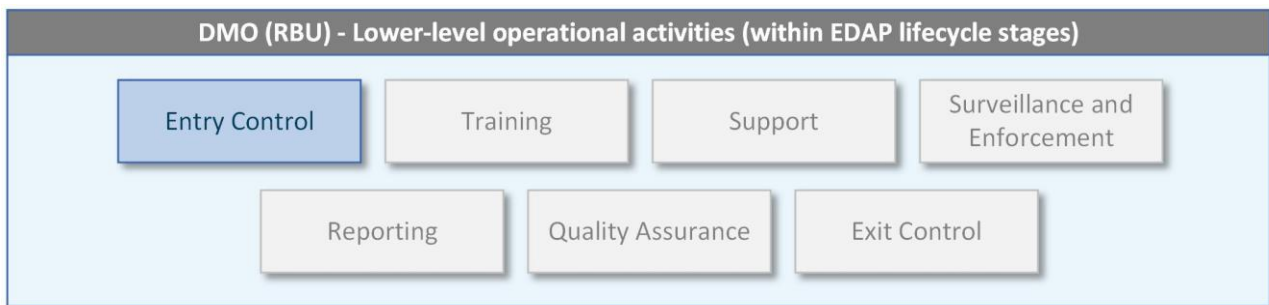 DMO (RBU) - Lower-level operational activities (within EDAP lifecycle stages)
Entry Control
Training
Support
Surveillance and
Enforcement
Reporting
Quality Assurance
Exit Control